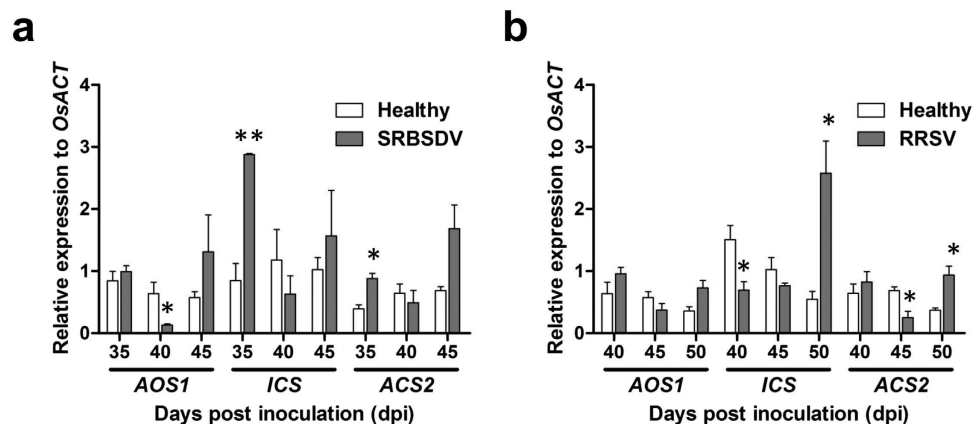 a
Relative expression to OsACT
4
3
2
1
0
Healthy
SRBSDV
**
*
*
35 40 45 35 40 45 35 40 45
AOS1 ICS ACS2
Days post inoculation (dpi)
b
Relative expression to OsACT
4
3
2
1
0
Healthy
RRSV
*
*
*
*
40 45 50 40 45 50 40 45 50
AOS1 ICS ACS2
Days post inoculation (dpi)